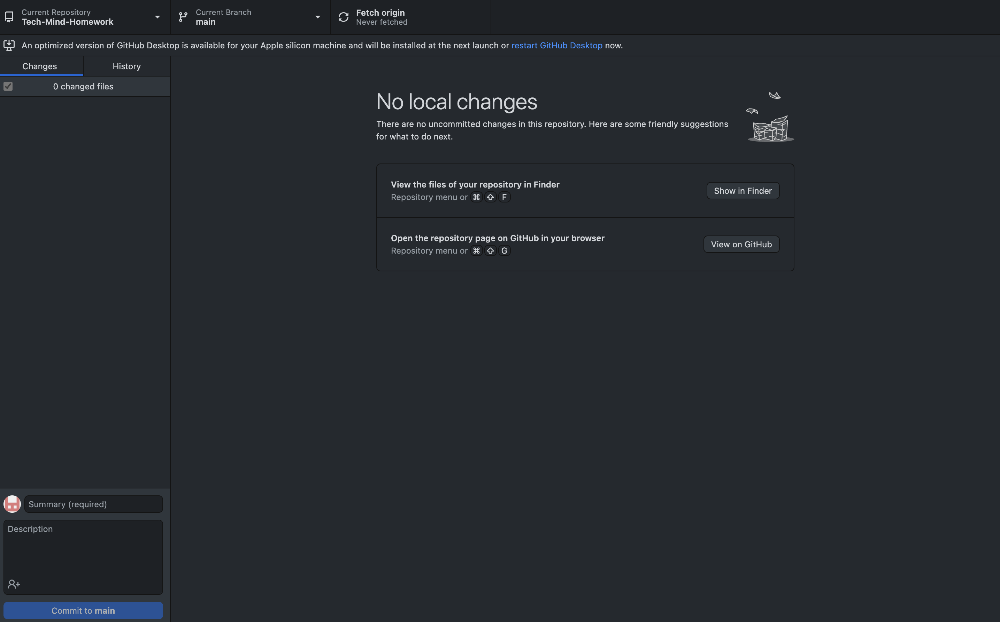 Current Repository
Tech-Mind-Homework
Current Branch
main
Fetch origin
Never fetched
An optimized version of GitHub Desktop is available for your Apple silicon machine and will be installed at the next launch or restart GitHub Desktop now.
Changes
History
0 changed files
No local changes
There are no uncommitted changes in this repository. Here are some friendly suggestions
for what to do next.
View the files of your repository in Finder
Repository menu or ⌘ ⇧ F
Show in Finder
Open the repository page on GitHub in your browser
Repository menu or ⌘ ⇧ G
View on GitHub
Summary (required)
Description
Commit to main